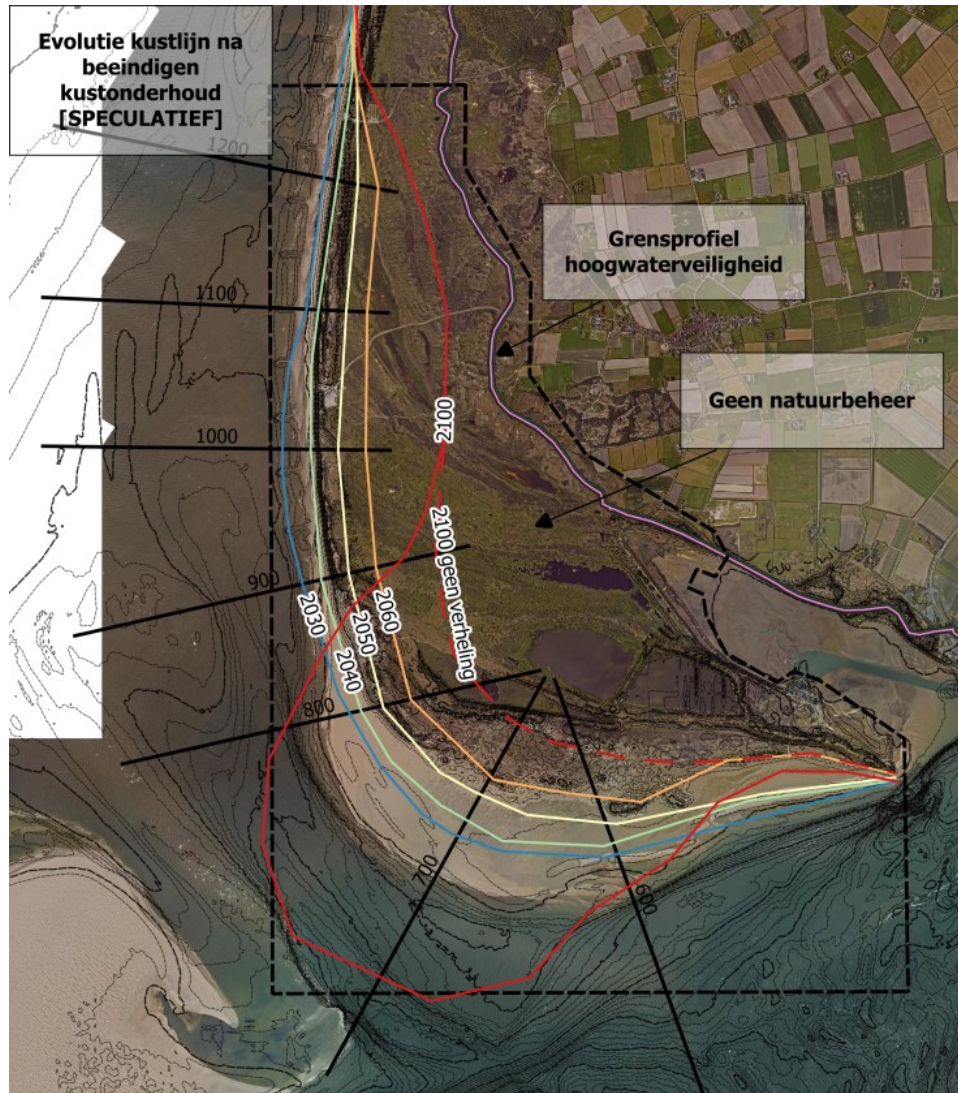 Evolutie kustlijn na
beeindigen
kustonderhoud
[SPECULATIEF]
1200
Grensprofiel
hoogwaterveiligheid
1100
Geen natuurbeheer
2100
1000
2100 geen verheling
900
2030
2060
2050
2040
800
700
600